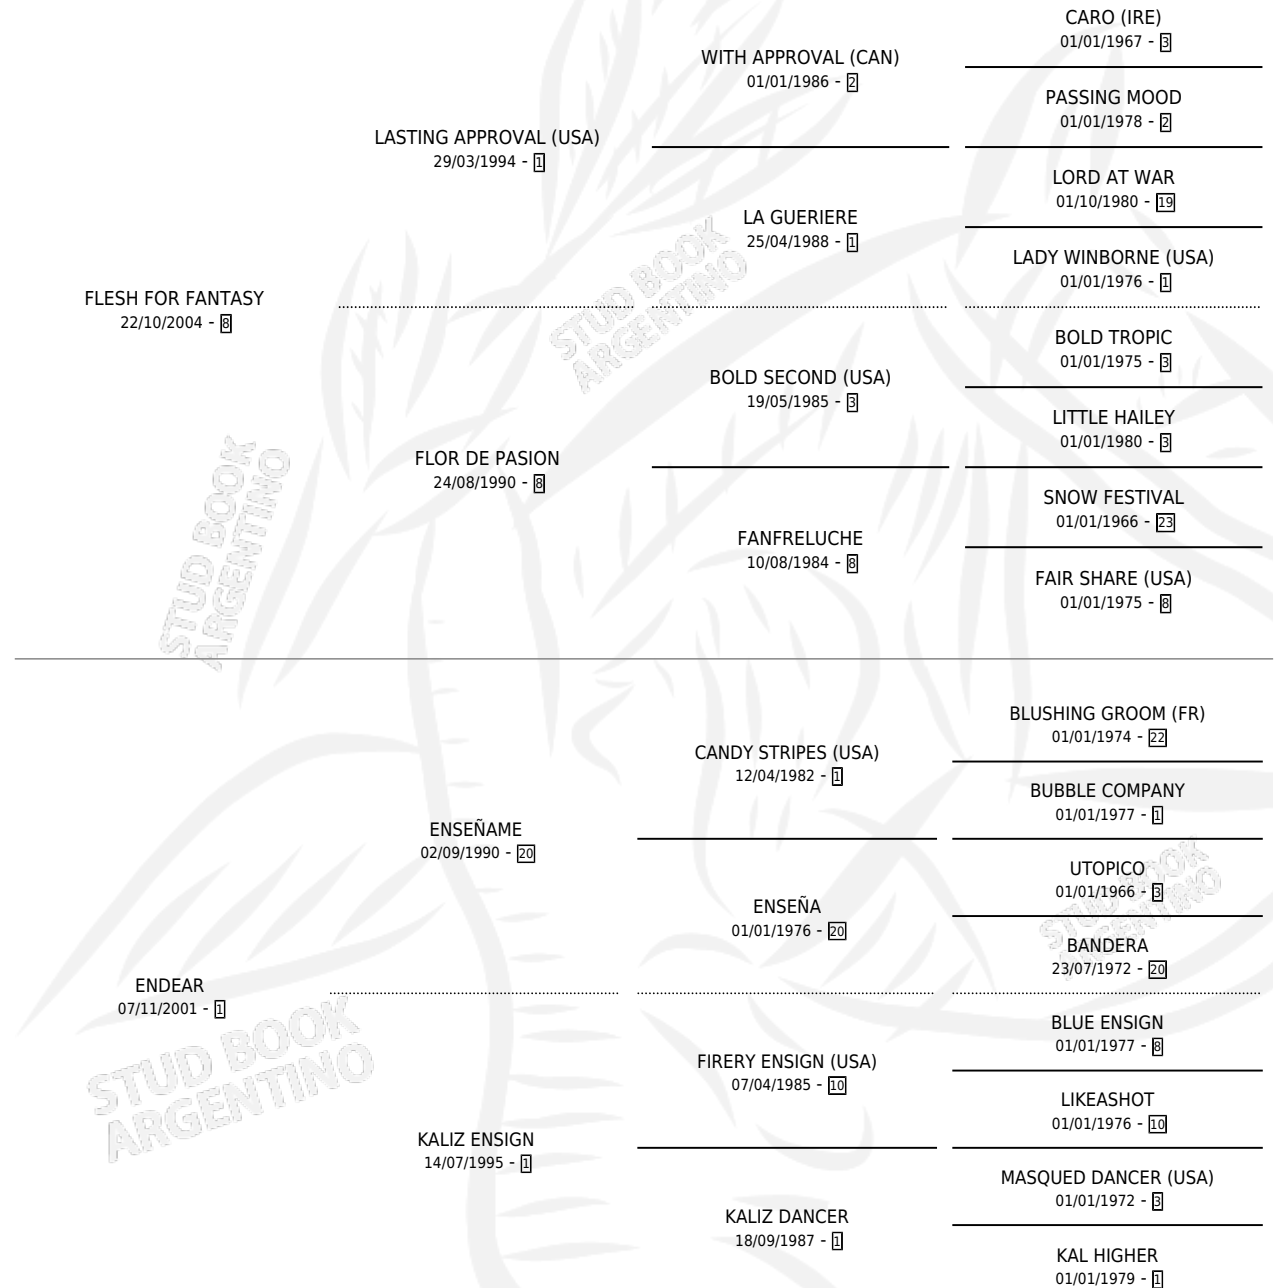 CARO (IRE)
01/01/1967 - 3
WITH APPROVAL (CAN)
01/01/1986 - 2
PASSING MOOD
01/01/1978 - 2
LASTING APPROVAL (USA)
29/03/1994 - 1
LORD AT WAR
01/10/1980 - 19
LA GUERIERE
25/04/1988 - 1
LADY WINBORNE (USA)
01/01/1976 - 1
FLESH FOR FANTASY
22/10/2004 - 8
STUD BOOK
ARGENTINO
BOLD TROPIC
01/01/1975 - 3
BOLD SECOND (USA)
19/05/1985 - 3
LITTLE HAILEY
01/01/1980 - 3
FLOR DE PASION
24/08/1990 - 8
SNOW FESTIVAL
01/01/1966 - 23
FANFRELUCHE
10/08/1984 - 8
FAIR SHARE (USA)
01/01/1975 - 8
STUD BOOK
ARGENTINO
BLUSHING GROOM (FR)
01/01/1974 - 22
CANDY STRIPES (USA)
12/04/1982 - 1
BUBBLE COMPANY
01/01/1977 - 1
ENSEÑAME
02/09/1990 - 20
UTOPICO
01/01/1966 - 3
ENSEÑA
01/01/1976 - 20
BANDERA
23/07/1972 - 20
STUD BOOK
ARGENTINO
ENDEAR
07/11/2001 - 1
BLUE ENSIGN
01/01/1977 - 8
FIRERY ENSIGN (USA)
07/04/1985 - 10
LIKEASHOT
01/01/1976 - 10
STUD BOOK
ARGENTINO
KALIZ ENSIGN
14/07/1995 - 1
MASQUED DANCER (USA)
01/01/1972 - 3
KALIZ DANCER
18/09/1987 - 1
KAL HIGHER
01/01/1979 - 1